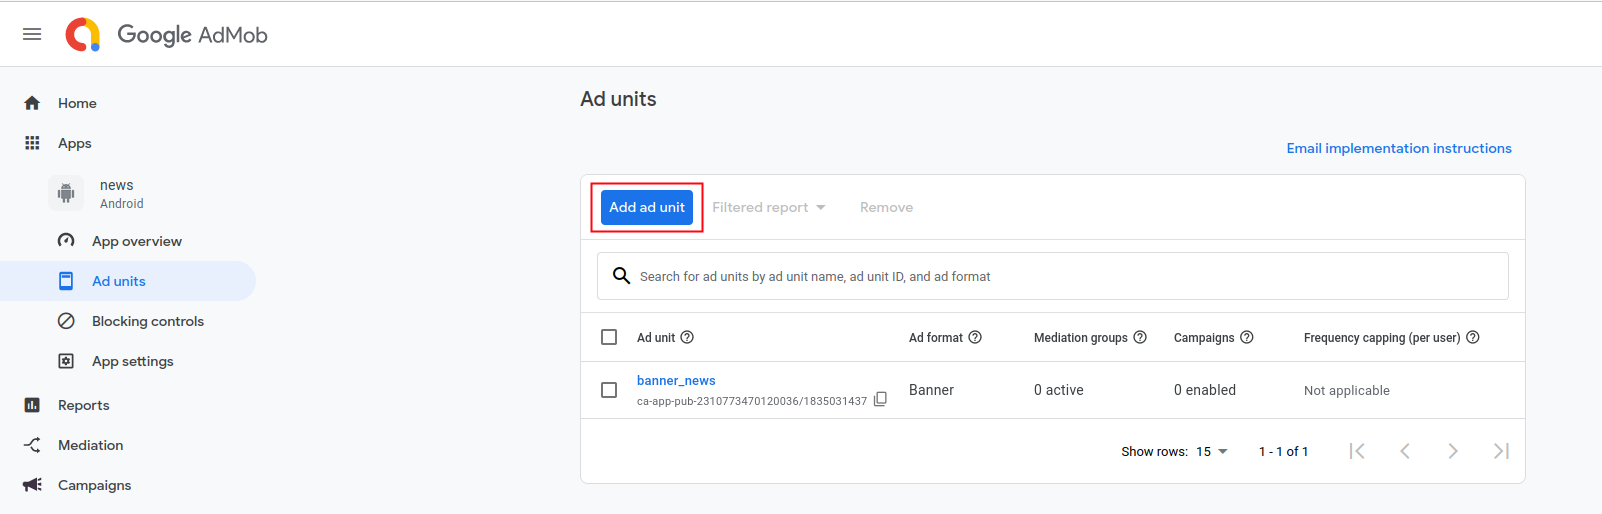 Google AdMob
Home
Apps
news
Android
App overview
Ad units
Blocking controls
App settings
Reports
Mediation
Campaigns
Ad units
Email implementation instructions
Add ad unit Filtered report Remove
Search for ad units by ad unit name, ad unit ID, and ad format
Ad unit Ad format Mediation groups Campaigns Frequency capping (per user)
banner_news
ca-app-pub-2310773470120036/1835031437
Banner 0 active 0 enabled Not applicable
Show rows: 15 1 - 1 of 1